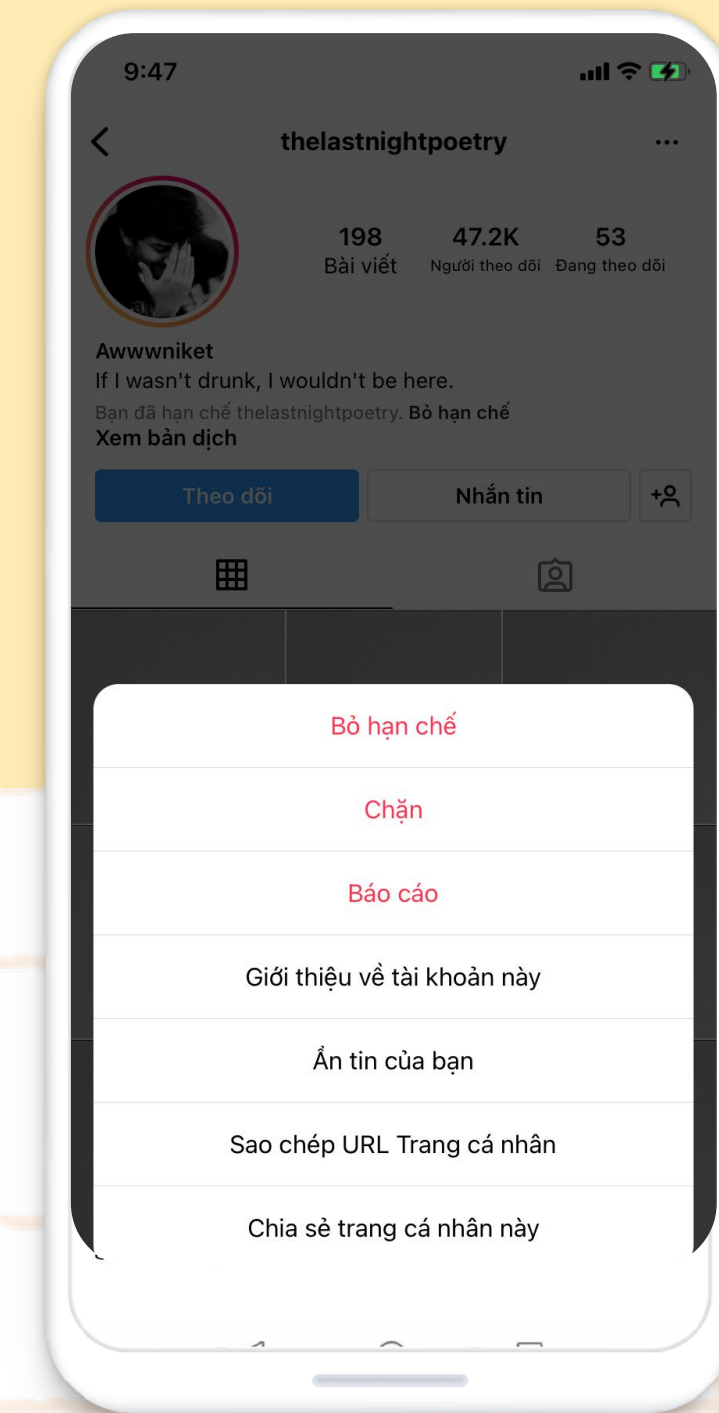 9:47
thelastnightpoetry
198 47.2K 53
Bài viết Người theo dõi Đang theo dõi
Awwwniket
If I wasn't drunk, I wouldn't be here.
Bạn đã hạn chế thelastnightpoetry. Bỏ hạn chế
Xem bản dịch
Theo dõi Nhắn tin
Bỏ hạn chế
Chặn
Báo cáo
Giới thiệu về tài khoản này
Ẩn tin của bạn
Sao chép URL Trang cá nhân
Chia sẻ trang cá nhân này